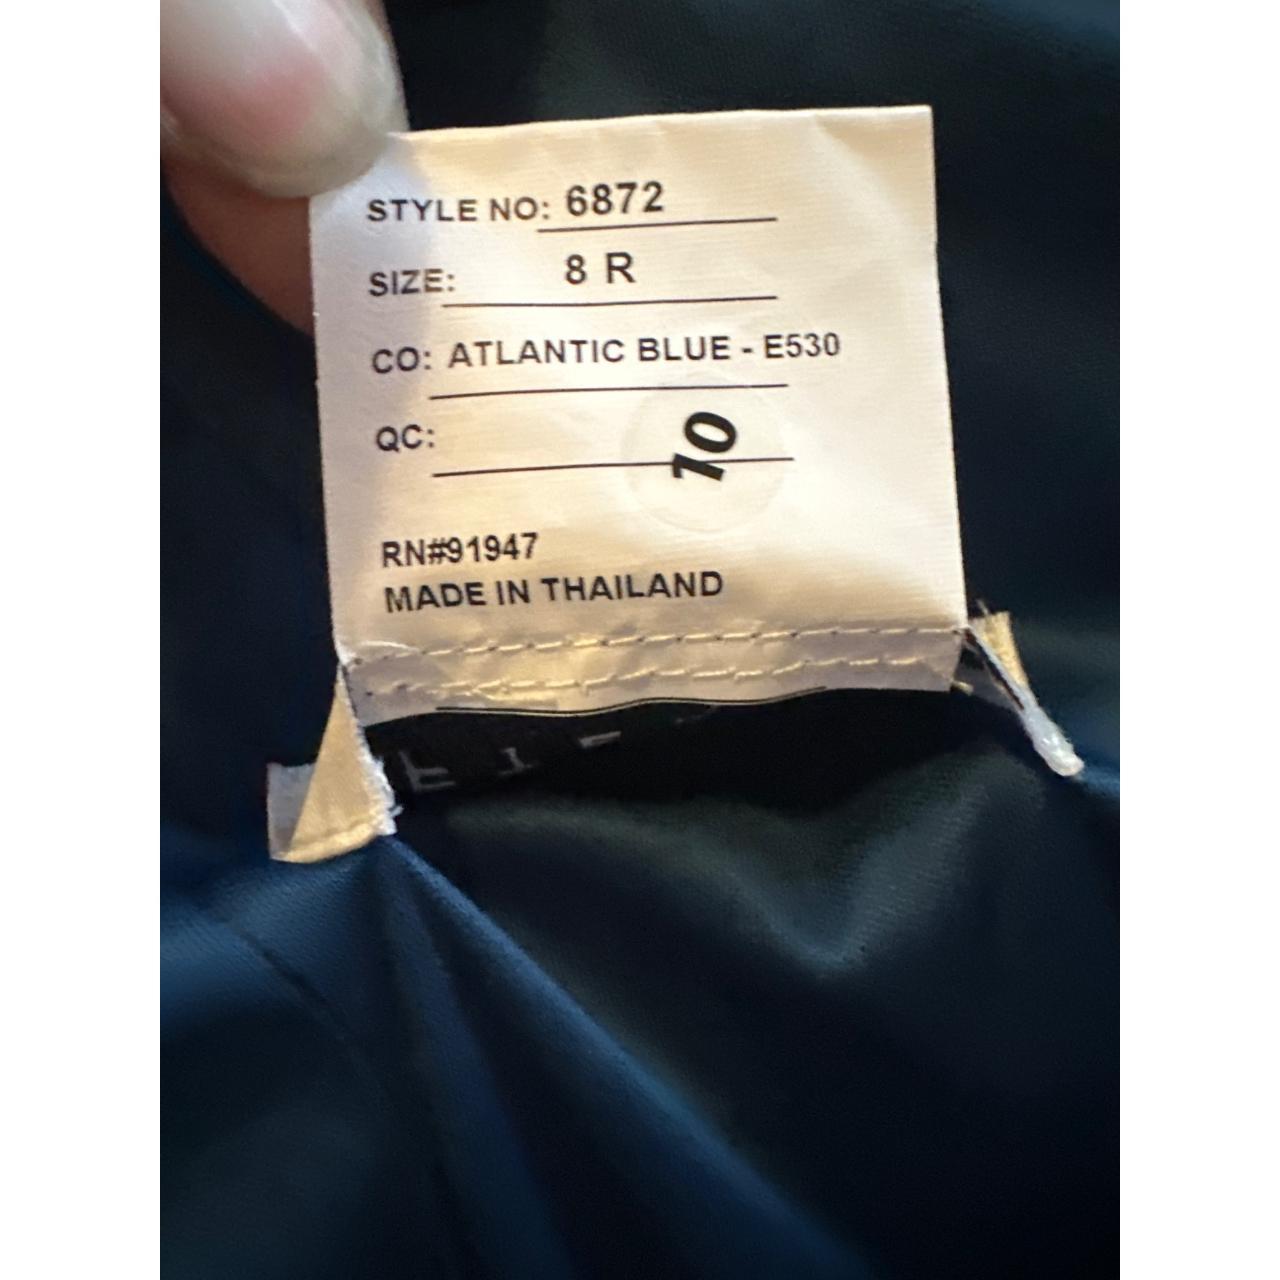 STYLE NO: 6872
SIZE: 8 R
CO: ATLANTIC BLUE - E530
QC:
10
RN#91947
MADE IN THAILAND